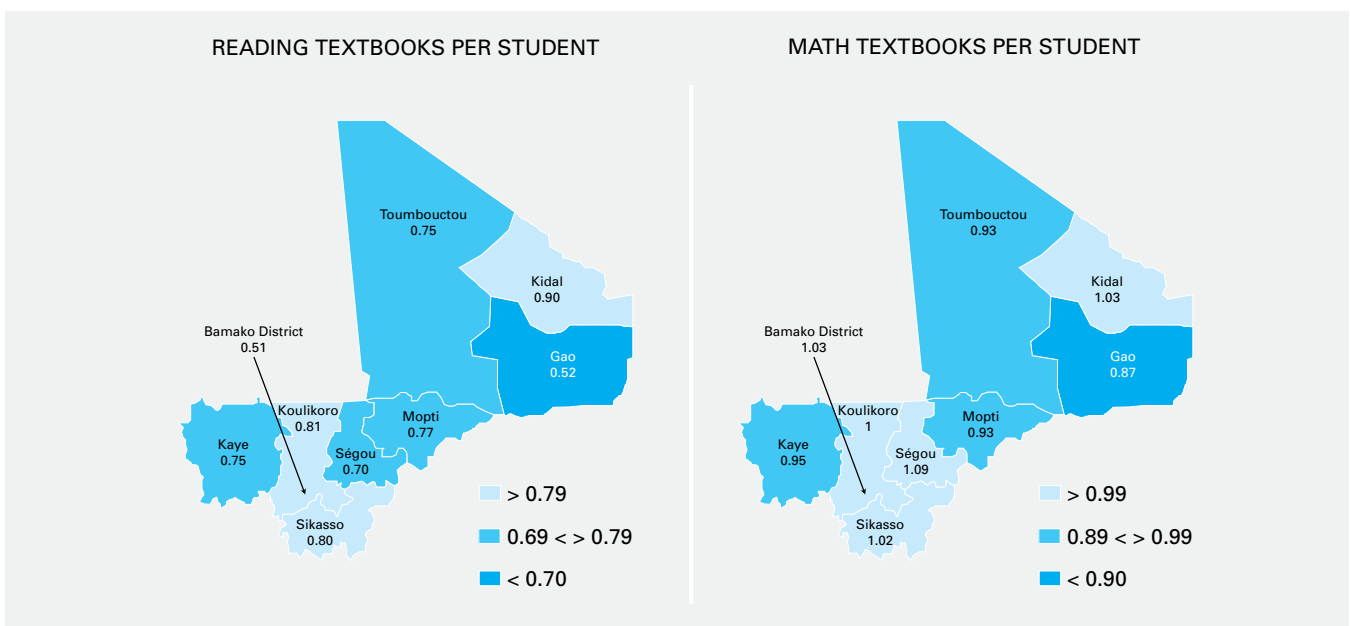 READING TEXTBOOKS PER STUDENT
Toumbouctou
0.75
Kidal
0.90
Bamako District
0.51
Gao
0.52
Koulikoro
0.81
Mopti
0.77
Kaye
0.75
Ségou
0.70
Sikasso
0.80
> 0.79
0.69 < > 0.79
< 0.70
MATH TEXTBOOKS PER STUDENT
Toumbouctou
0.93
Kidal
1.03
Bamako District
1.03
Gao
0.87
Koulikoro
1
Mopti
0.93
Kaye
0.95
Ségou
1.09
Sikasso
1.02
> 0.99
0.89 < > 0.99
< 0.90